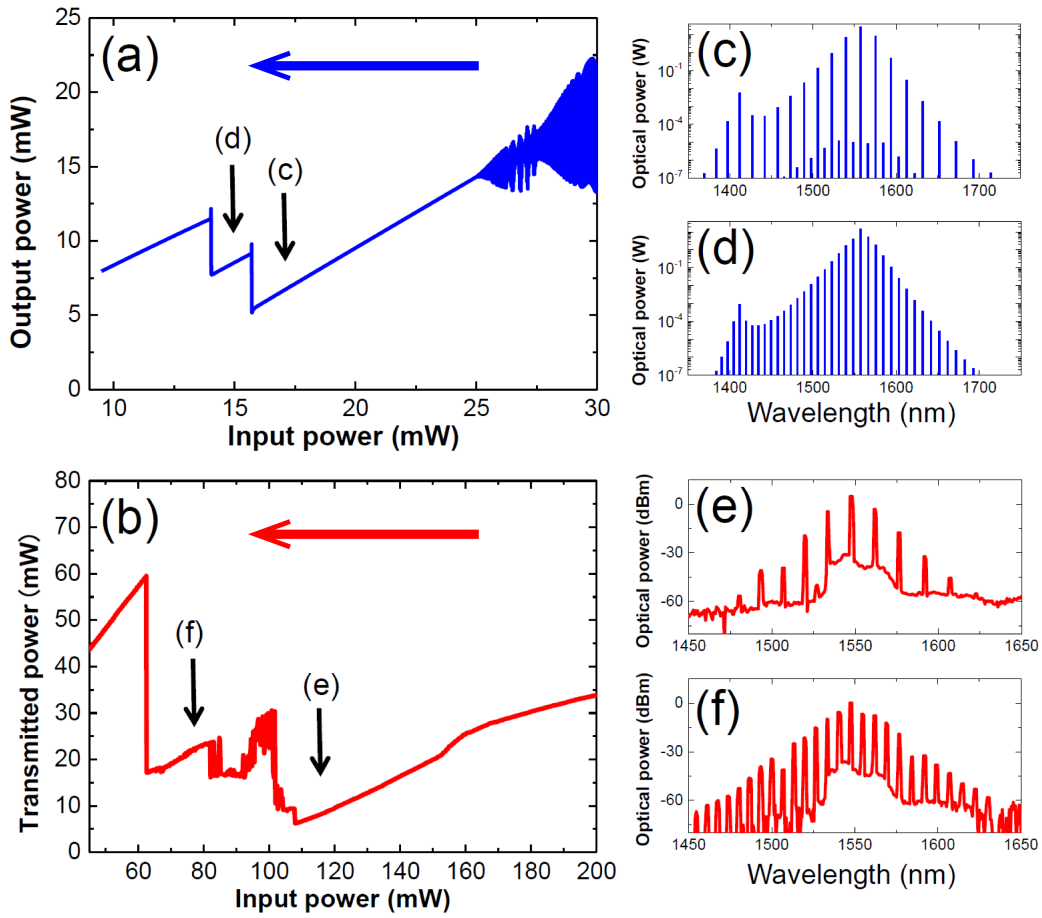 (a)
(d)
(c)
Output power (mW)
25
20
15
10
5
0
10 15 20 25 30
Input power (mW)
(c)
Optical power (W)
10-1
10-4
10-7
1400 1500 1600 1700
(d)
Optical power (W)
10-1
10-4
10-7
1400 1500 1600 1700
Wavelength (nm)
(b)
(f)
(e)
Transmitted power (mW)
80
70
60
50
40
30
20
10
0
60 80 100 120 140 160 180 200
Input power (mW)
(e)
Optical power (dBm)
0
-30
-60
1450 1500 1550 1600 1650
(f)
Optical power (dBm)
0
-30
-60
1450 1500 1550 1600 1650
Wavelength (nm)